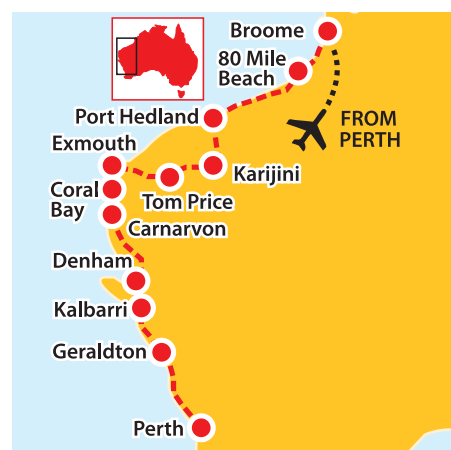 Broome
80 Mile
Beach
Port Hedland
FROM
PERTH
Exmouth
Karijini
Coral
Bay
Tom Price
Carnarvon
Denham
Kalbarri
Geraldton
Perth